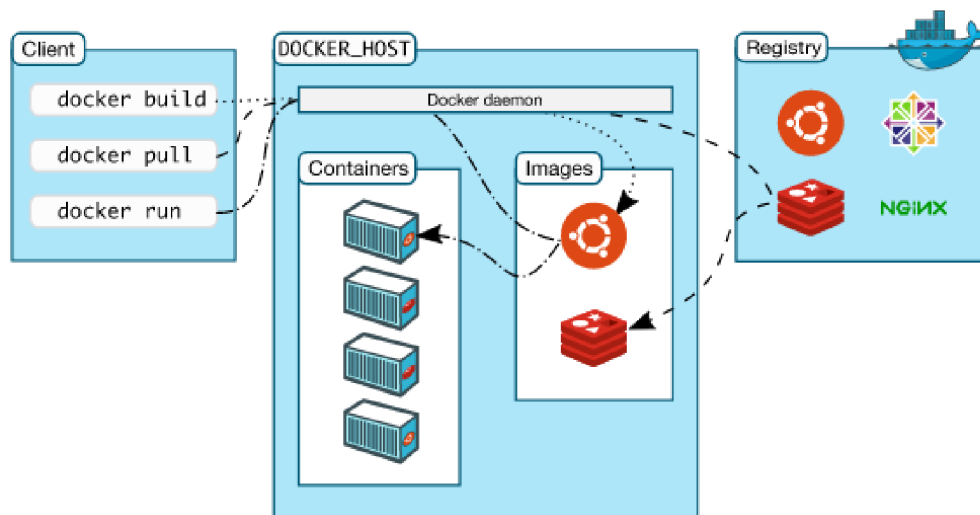 Client
docker build
docker pull
docker run
DOCKER_HOST
Docker daemon
Containers
Images
Registry
NGiNX